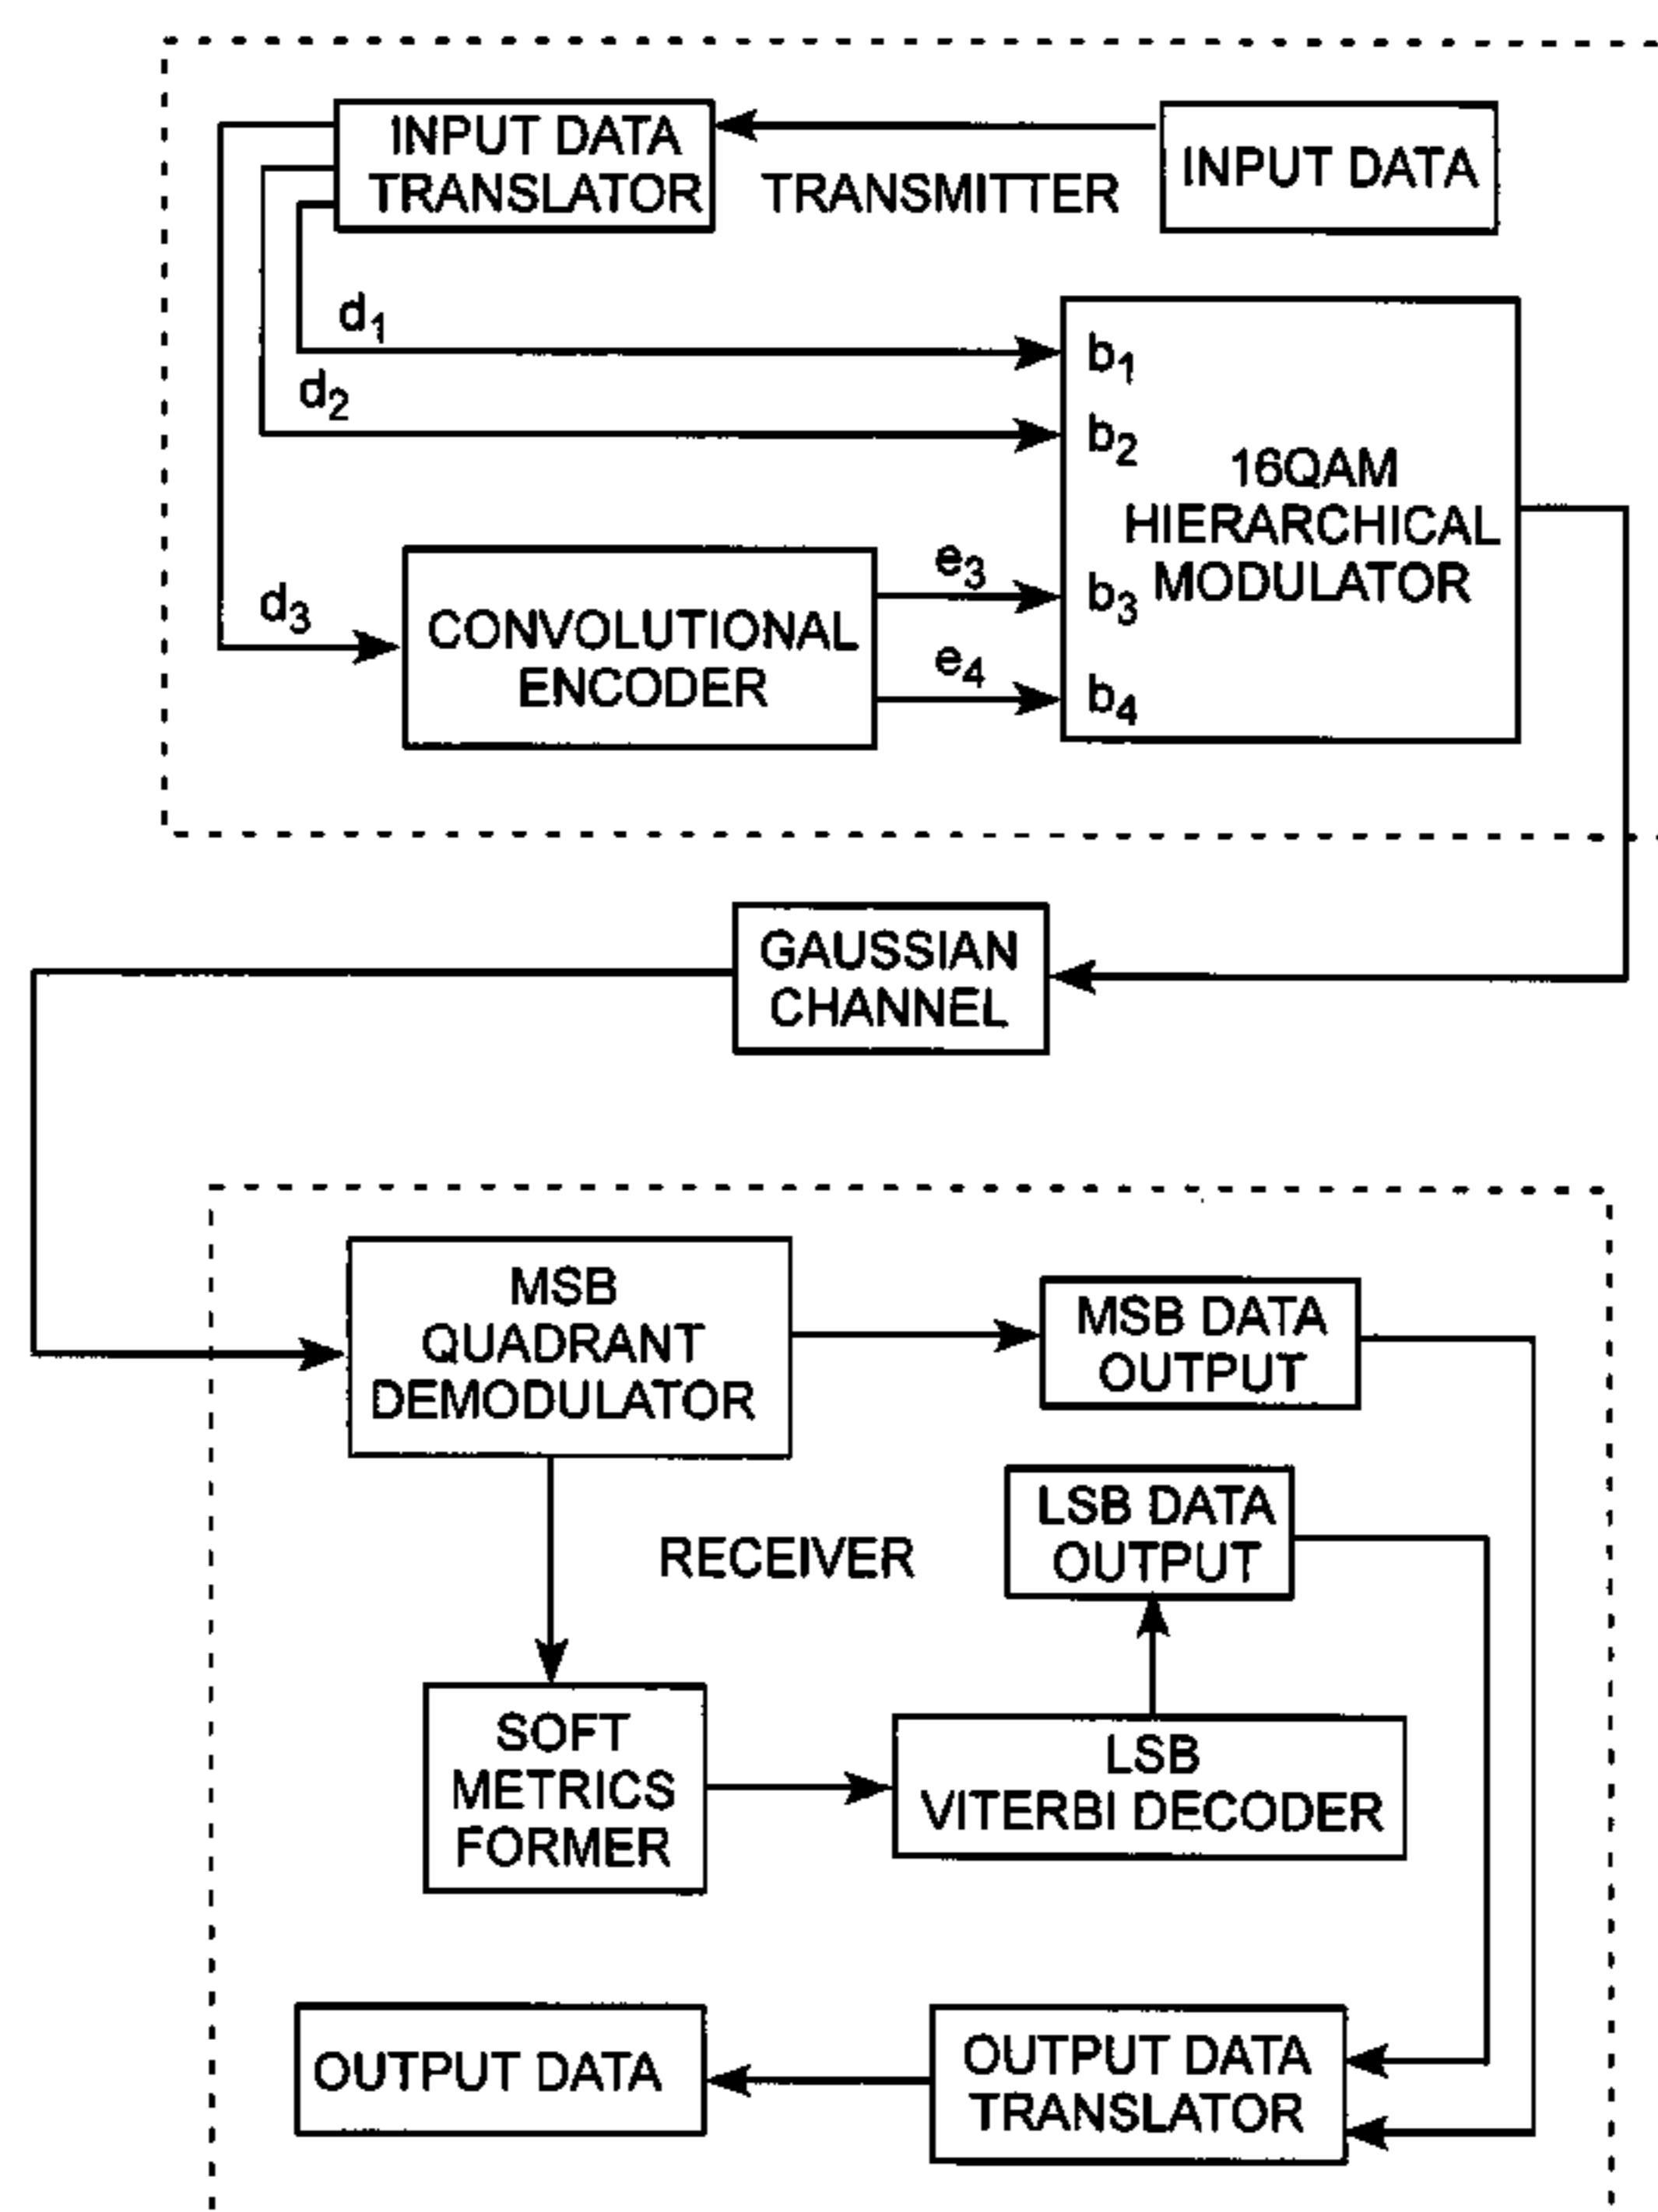 INPUT DATA
TRANSLATOR
TRANSMITTER
INPUT DATA
d1
d2
d3
CONVOLUTIONAL
ENCODER
e3
e4
b1
b2
b3
b4
16QAM
HIERARCHICAL
MODULATOR
GAUSSIAN
CHANNEL
MSB
QUADRANT
DEMODULATOR
MSB DATA
OUTPUT
LSB DATA
OUTPUT
RECEIVER
SOFT
METRICS
FORMER
LSB
VITERBI DECODER
OUTPUT DATA
OUTPUT DATA
TRANSLATOR